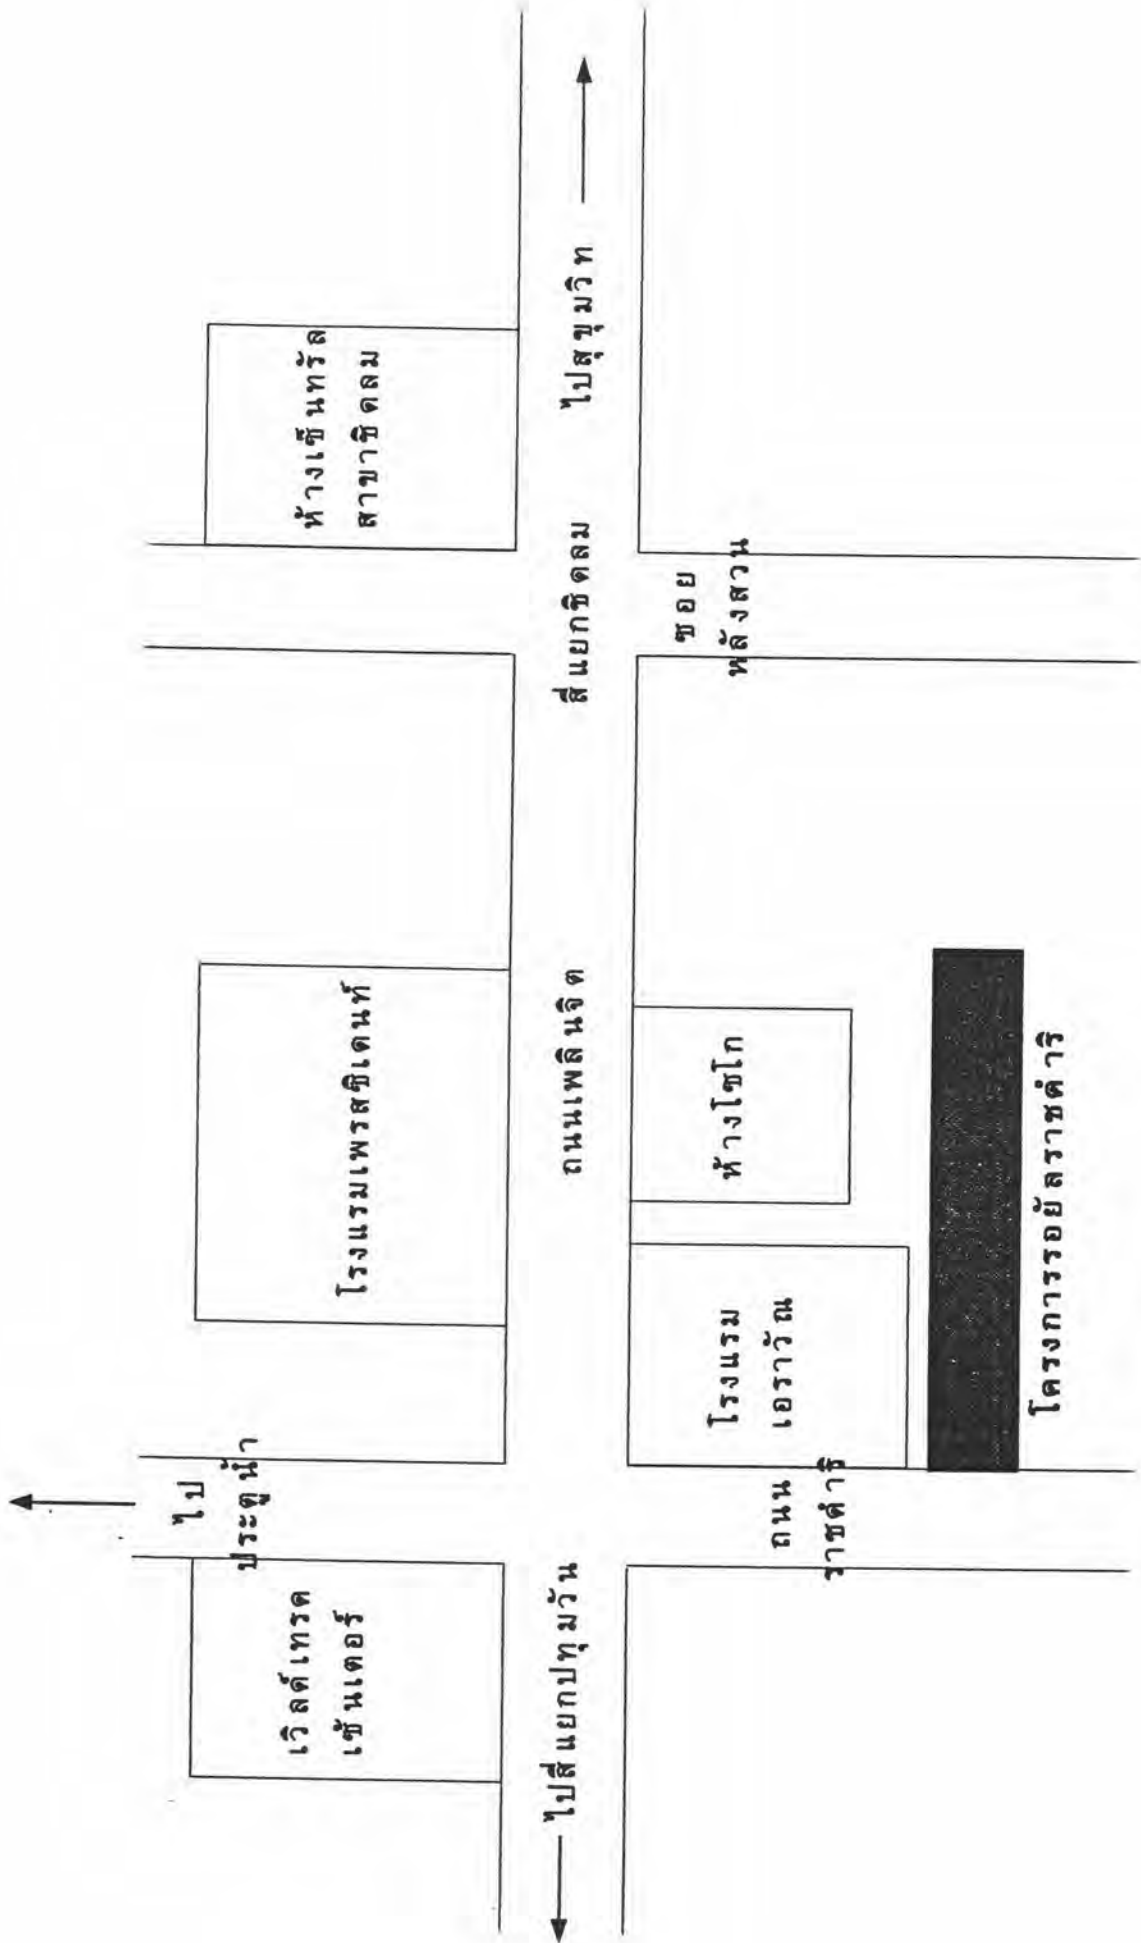 ไป
ประตูน้ำ
เวิลด์เทรด
เซ้นเตอร์
โรงแรมเพรสซิเดนท์
ห้างเซ็นทรัล
สาขาชิดลม
ไปสี่แยกปทุมวัน
ถนนเพลินจิต
สี่แยกชิดลม
ไปสุขุมวิท
ถนน
ราชดำริ
โรงแรม
เอราวัณ
ห้างโซโก
ซอย
หลังสวน
โครงการรอยัลราชดำริ